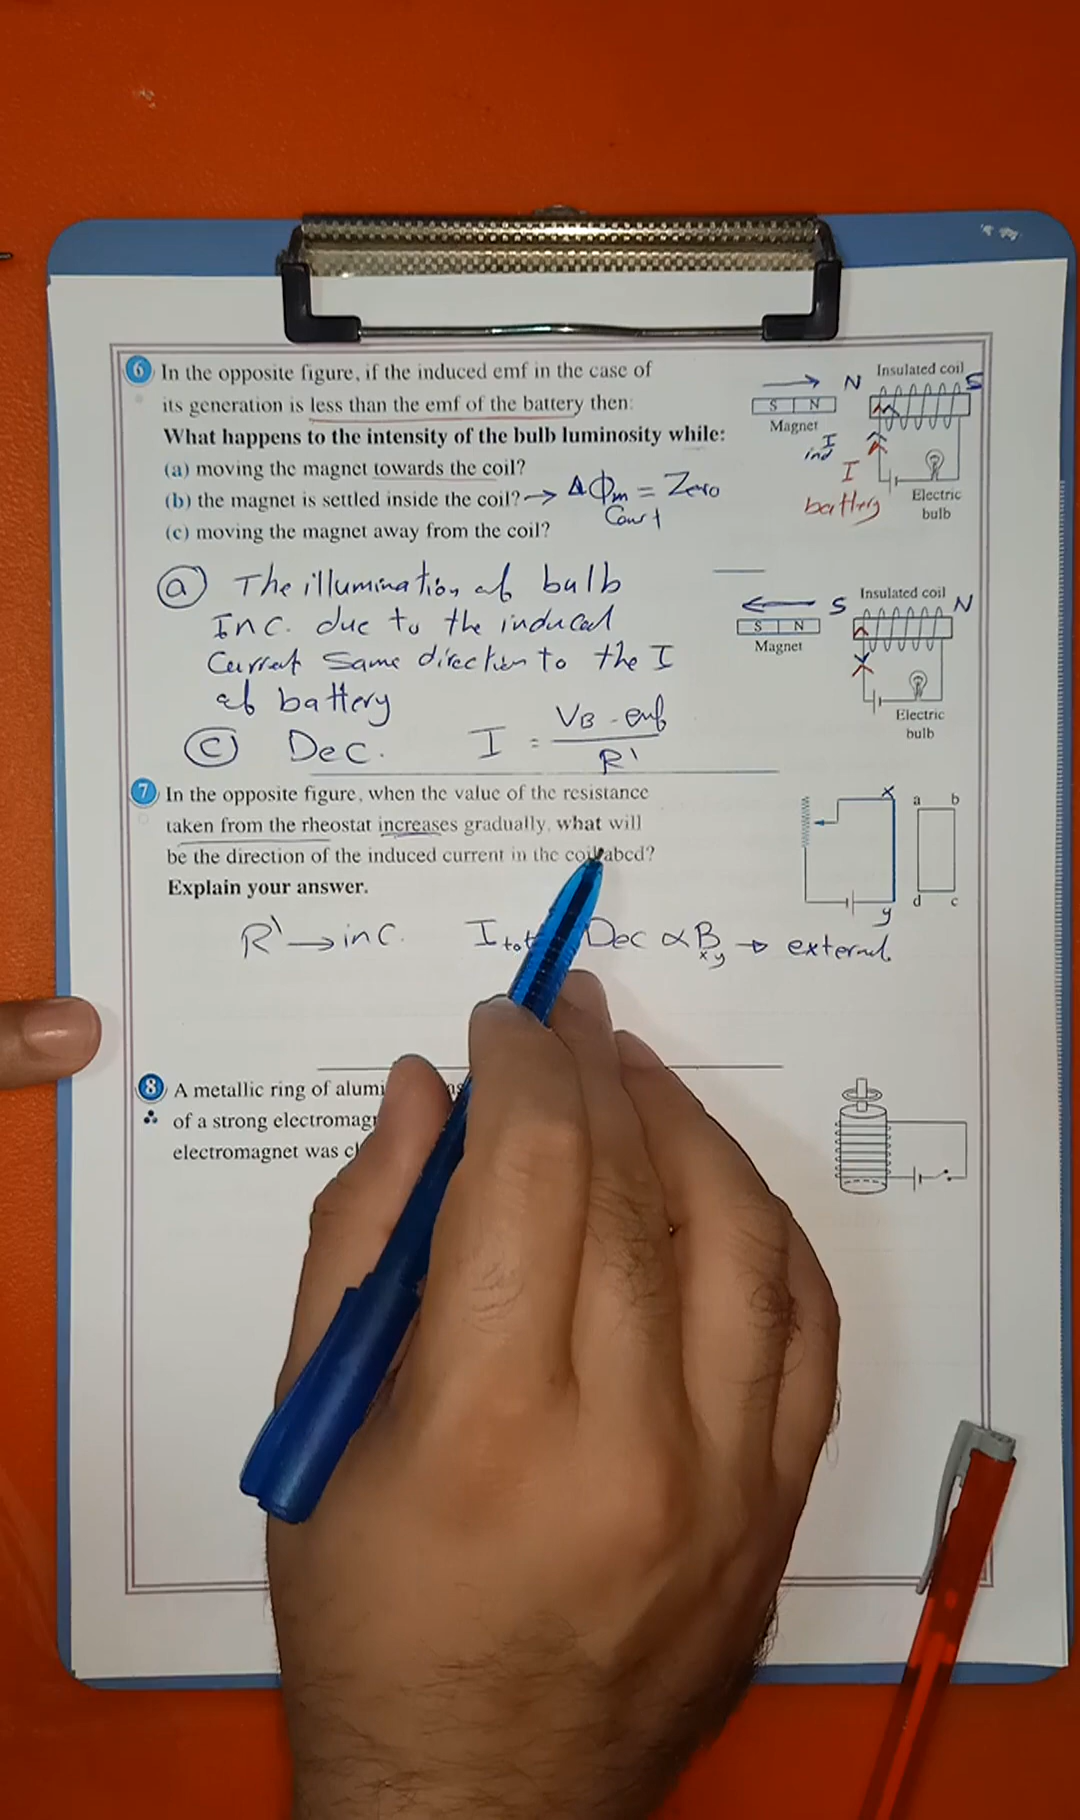 6 In the opposite figure, if the induced emf in the case of
its generation is less than the emf of the battery then:
What happens to the intensity of the bulb luminosity while:
(a) moving the magnet towards the coil?
(b) the magnet is settled inside the coil? → Δϕm = Zero
Const
(c) moving the magnet away from the coil?
Insulated coil
N S
S N
Magnet
I ind
I
battery
Electric
bulb
a The illumination of bulb
Inc. due to the induced
Current Same direction to the I
of battery
c Dec. I = VB - emf / R\
Insulated coil
S N
S N
Magnet
Electric
bulb
7 In the opposite figure, when the value of the resistance
taken from the rheostat increases gradually, what will
be the direction of the induced current in the coil abcd?
Explain your answer.
x a b
y d c
R\ → inc. I tot Dec ∝ B xy → external
8 A metallic ring of
of a strong
electromagnet was